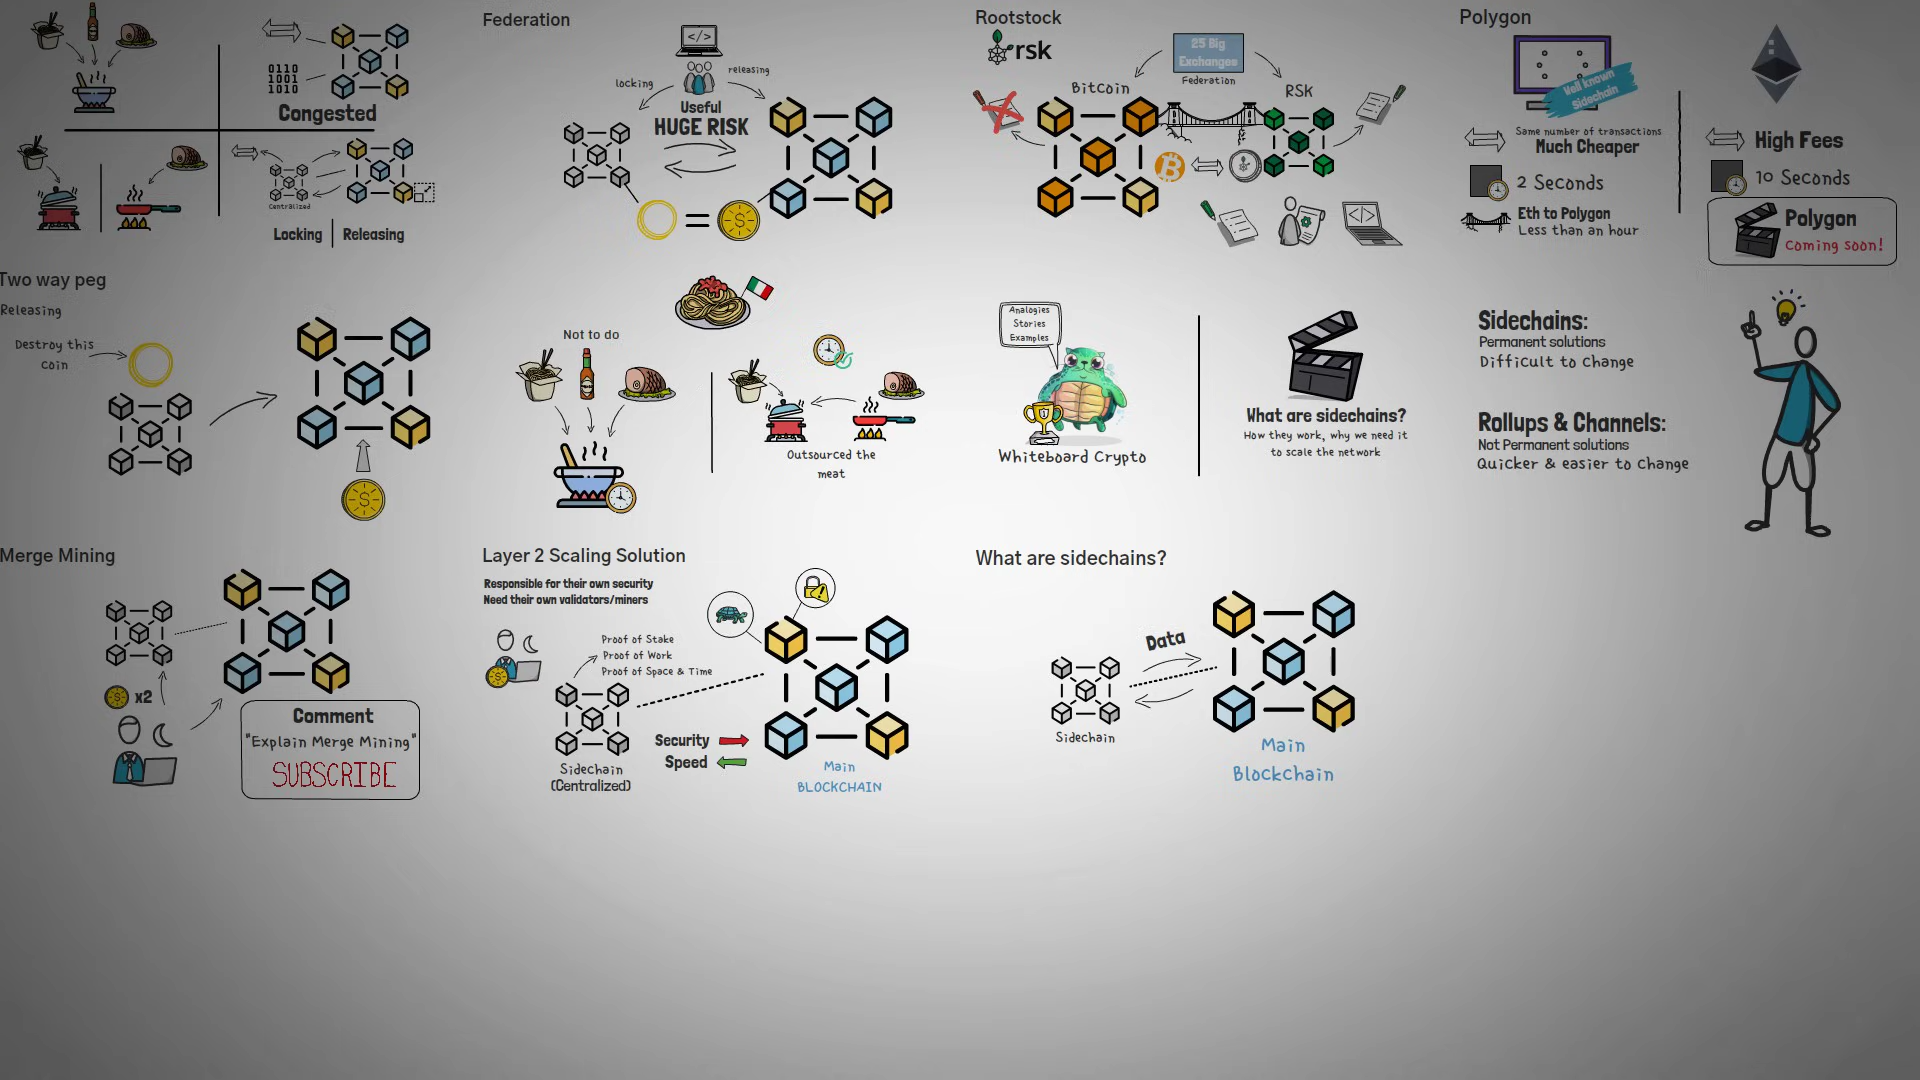 0110
1001
1010
Congested
Centralized
Locking
Releasing
Federation
</>
locking
releasing
Useful
HUGE RISK
Rootstock
rsk
25 Big
Exchanges
Federation
Bitcoin
RSK
</>
Polygon
Well known
Sidechain
Same number of transactions
Much Cheaper
2 Seconds
Eth to Polygon
Less than an hour
High Fees
10 Seconds
Polygon
Coming soon!
Two way peg
Releasing
Destroy this
coin
Not to do
Outsourced the
meat
Analogies
Stories
Examples
Whiteboard Crypto
What are sidechains?
How they work, why we need it
to scale the network
Sidechains:
Permanent solutions
Difficult to Change
Rollups & Channels:
Not Permanent solutions
Quicker & easier to Change
Merge Mining
x2
Comment
"Explain Merge Mining"
SUBSCRIBE
Layer 2 Scaling Solution
Responsible for their own security
Need their own validators/miners
Proof of Stake
Proof of Work
Proof of Space & Time
Security
Speed
Sidechain
(Centralized)
Main
BLOCKCHAIN
What are sidechains?
Data
Sidechain
Main
Blockchain